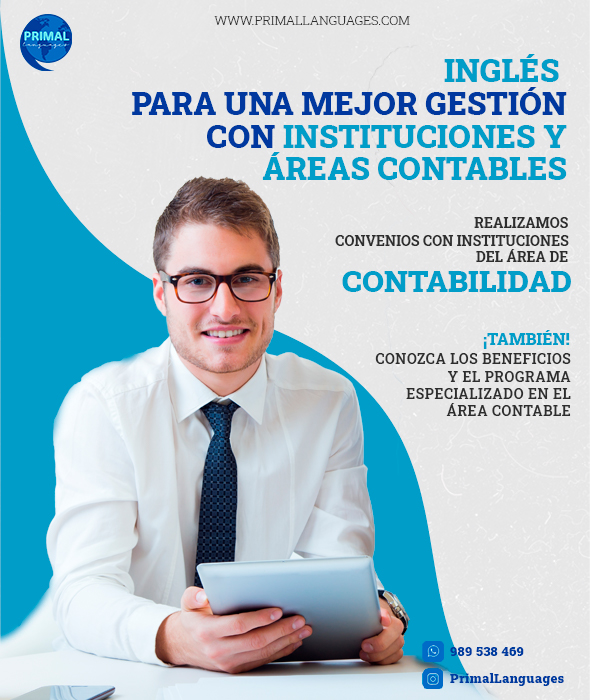 WWW.PRIMALLANGUAGES.COM
PRIMAL
languages
INGLÉS
PARA UNA MEJOR GESTIÓN
CON INSTITUCIONES Y
ÁREAS CONTABLES
REALIZAMOS
CONVENIOS CON INSTITUCIONES
DEL ÁREA DE
CONTABILIDAD
¡TAMBIÉN!
CONOZCA LOS BENEFICIOS
Y EL PROGRAMA
ESPECIALIZADO EN EL
ÁREA CONTABLE
989 538 469
PrimalLanguages